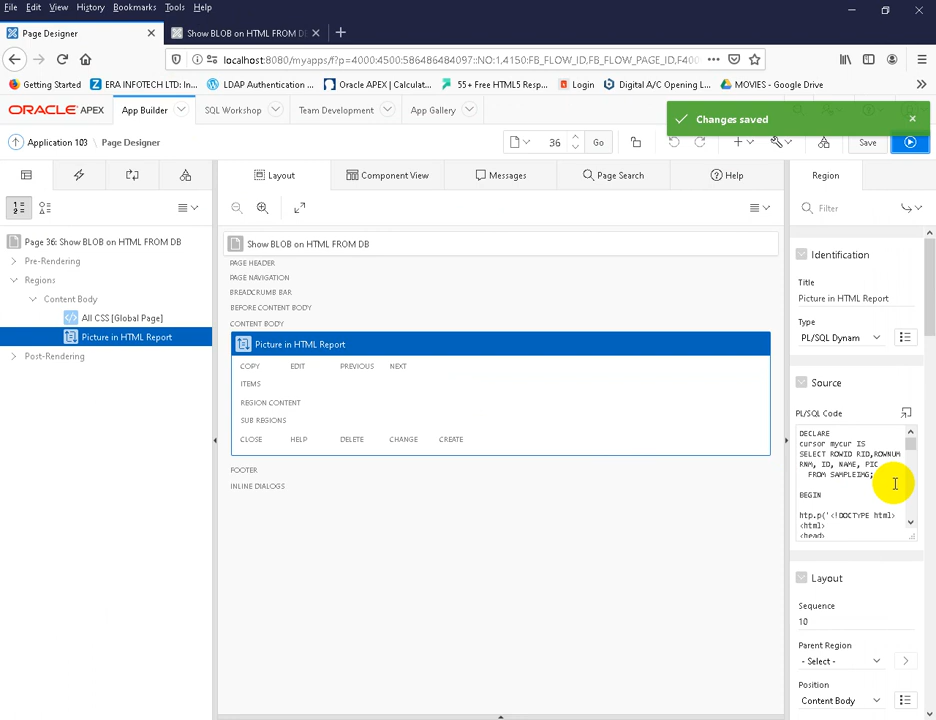 File Edit View History Bookmarks Tools Help
Page Designer
Show BLOB on HTML FROM D
localhost:8080/myapps/f?p=4000:4500:586486484097::NO:1,4150:FB_FLOW_ID,FB_FLOW_PAGE_ID,F400
Getting Started ERA INFOTECH LTD: In... LDAP Authentication ... Oracle APEX | Calculat... 55+ Free HTML5 Resp... Login Digital A/C Opening L... MOVIES - Google Drive
ORACLE APEX App Builder SQL Workshop Team Development App Gallery
Changes saved
Application 103 Page Designer 36 Go Save
Layout Component View Messages Page Search Help Region
Filter
Page 36: Show BLOB on HTML FROM DB
Pre-Rendering
Regions
Content Body
All CSS [Global Page]
Picture in HTML Report
Post-Rendering
Show BLOB on HTML FROM DB
PAGE HEADER
PAGE NAVIGATION
BREADCRUMB BAR
BEFORE CONTENT BODY
CONTENT BODY
Picture in HTML Report
COPY EDIT PREVIOUS NEXT
ITEMS
REGION CONTENT
SUB REGIONS
CLOSE HELP DELETE CHANGE CREATE
FOOTER
INLINE DIALOGS
Identification
Title
Picture in HTML Report
Type
PL/SQL Dynam
Source
PL/SQL Code
DECLARE
cursor mycur IS
SELECT ROWID RID,ROWNUM
RNM, ID, NAME, PIC
FROM SAMPLEIMG;
BEGIN
htp.p('<!DOCTYPE html>
<html>
<head>
Layout
Sequence
10
Parent Region
- Select -
Position
Content Body